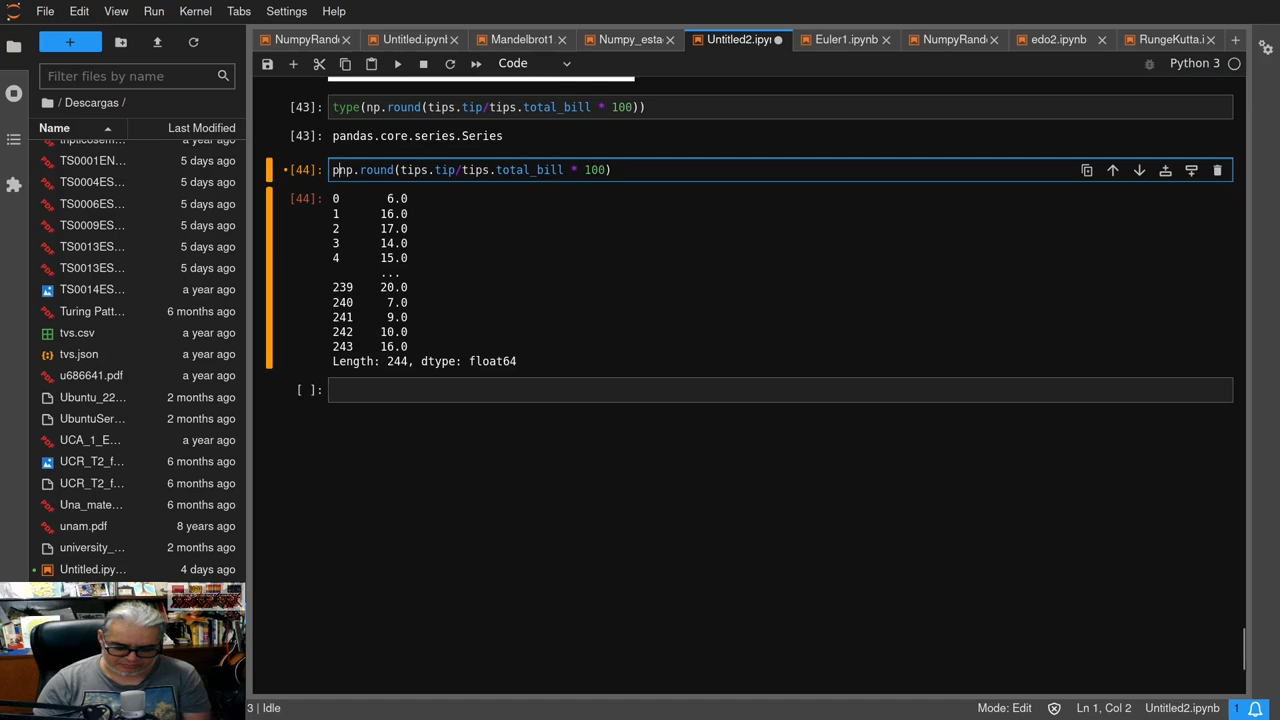 File Edit View Run Kernel Tabs Settings Help
NumpyRand
Untitled.ipynb
Mandelbrot1.
Numpy_esta
Untitled2.ipyn
Euler1.ipynb
NumpyRand
edo2.ipynb
RungeKutta.i
Filter files by name
Code
Python 3
/ Descargas /
Name Last Modified
a year ago
TS0001EN... 5 days ago
TS0004ES... 5 days ago
TS0006ES... 5 days ago
TS0009ES... 5 days ago
TS0013ES... 5 days ago
TS0013ES... 5 days ago
TS0014ES... a year ago
Turing Patt... 6 months ago
tvs.csv a year ago
tvs.json a year ago
u686641.pdf a year ago
Ubuntu_22... 2 months ago
UbuntuSer... 2 months ago
UCA_1_E... a year ago
UCR_T2_f... 6 months ago
UCR_T2_f... 6 months ago
Una_mate... 6 months ago
unam.pdf 8 years ago
university_... 2 months ago
Untitled.ipy... 4 days ago
[43]: type(np.round(tips.tip/tips.total_bill * 100))
[43]: pandas.core.series.Series
[44]: pnp.round(tips.tip/tips.total_bill * 100)
[44]: 0 6.0
1 16.0
2 17.0
3 14.0
4 15.0
...
239 20.0
240 7.0
241 9.0
242 10.0
243 16.0
Length: 244, dtype: float64
[ ]:
3 | Idle
Mode: Edit
Ln 1, Col 2
Untitled2.ipynb
1